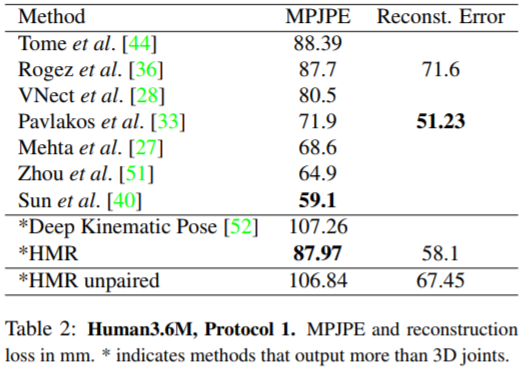 Method MPJPE Reconst. Error
Tome et al. [44] 88.39
Rogez et al. [36] 87.7 71.6
VNect et al. [28] 80.5
Pavlakos et al. [33] 71.9 51.23
Mehta et al. [27] 68.6
Zhou et al. [51] 64.9
Sun et al. [40] 59.1
*Deep Kinematic Pose [52] 107.26
*HMR 87.97 58.1
*HMR unpaired 106.84 67.45
Table 2: Human3.6M, Protocol 1. MPJPE and reconstruction
loss in mm. * indicates methods that output more than 3D joints.